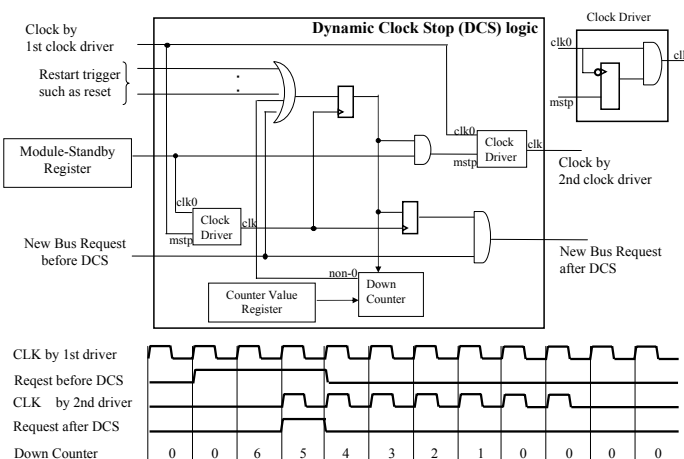 Dynamic Clock Stop (DCS) logic
Clock Driver
clk0
clk
mstp
Clock by
1st clock driver
Restart trigger
such as reset
Module-Standby
Register
clk0
Clock
Driver
clk
mstp
clk0
Clock
Driver
clk
mstp
Clock by
2nd clock driver
New Bus Request
before DCS
New Bus Request
after DCS
non-0
Down
Counter
Counter Value
Register
CLK by 1st driver
Reqest before DCS
CLK by 2nd driver
Request after DCS
Down Counter 0 0 6 5 4 3 2 1 0 0 0 0